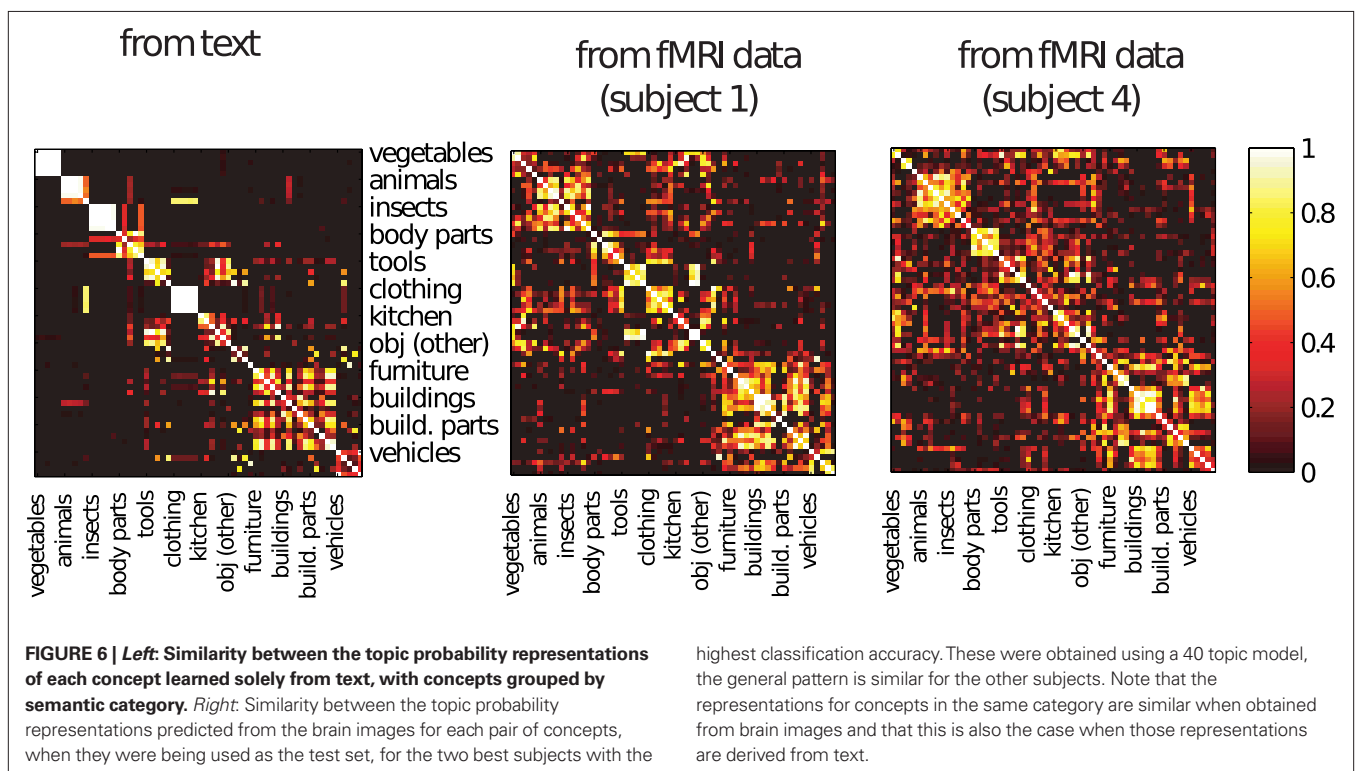 from text
from fMRI data
(subject 1)
from fMRI data
(subject 4)
vegetables
animals
insects
body parts
tools
clothing
kitchen
obj (other)
furniture
buildings
build. parts
vehicles
1
0.8
0.6
0.4
0.2
0
vegetables
animals
insects
body parts
tools
clothing
kitchen
obj (other)
furniture
buildings
build. parts
vehicles
vegetables
animals
insects
body parts
tools
clothing
kitchen
obj (other)
furniture
buildings
build. parts
vehicles
vegetables
animals
insects
body parts
tools
clothing
kitchen
obj (other)
furniture
buildings
build. parts
vehicles
FIGURE 6 | Left: Similarity between the topic probability representations
of each concept learned solely from text, with concepts grouped by
semantic category. Right: Similarity between the topic probability
representations predicted from the brain images for each pair of concepts,
when they were being used as the test set, for the two best subjects with the
highest classification accuracy. These were obtained using a 40 topic model,
the general pattern is similar for the other subjects. Note that the
representations for concepts in the same category are similar when obtained
from brain images and that this is also the case when those representations
are derived from text.